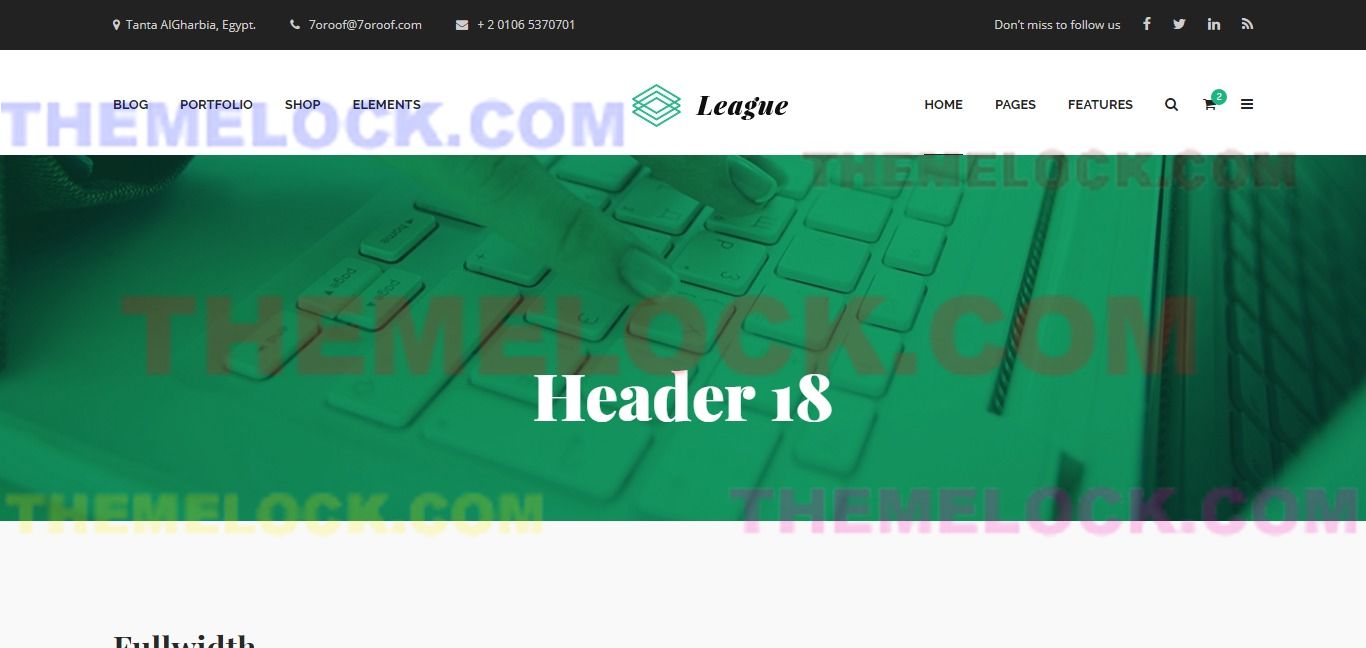 Tanta AlGharbia, Egypt. 7oroof@7oroof.com + 2 0106 5370701 Don't miss to follow us
BLOG PORTFOLIO SHOP ELEMENTS League HOME PAGES FEATURES 2
THEMELOCK.COM
THEMELOCK.COM
THEMELOCK.COM
Header 18
THEMELOCK.COM
THEMELOCK.COM
Fullwidth